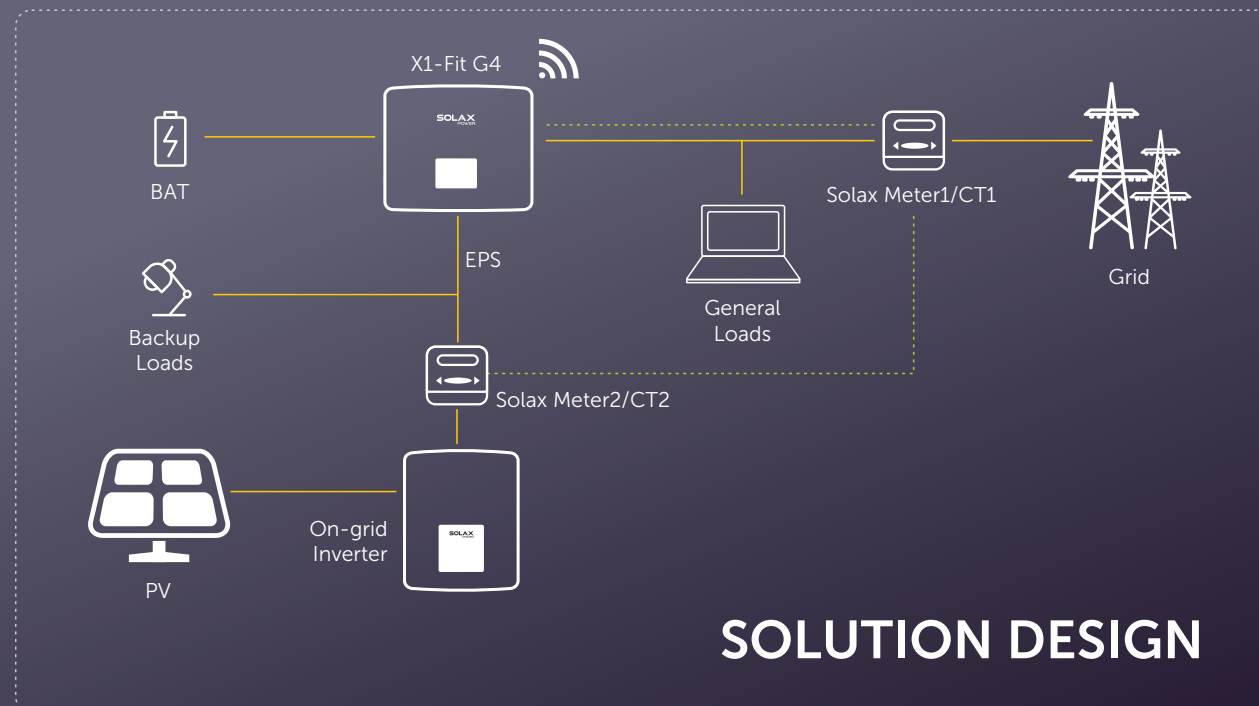 X1-Fit G4
SOLAX
POWER
BAT
Solax Meter1/CT1
EPS
Grid
General
Loads
Backup
Loads
Solax Meter2/CT2
On-grid
Inverter
SOLAX
POWER
PV
SOLUTION DESIGN